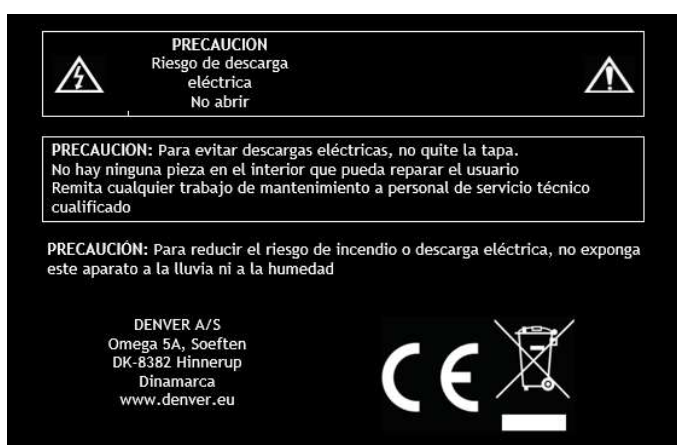 PRECAUCION
Riesgo de descarga
eléctrica
No abrir
PRECAUCION: Para evitar descargas eléctricas, no quite la tapa.
No hay ninguna pieza en el interior que pueda reparar el usuario
Remita cualquier trabajo de mantenimiento a personal de servicio técnico
cualificado
PRECAUCIÓN: Para reducir el riesgo de incendio o descarga eléctrica, no exponga
este aparato a la lluvia ni a la humedad
DENVER A/S
Omega 5A, Soeften
DK-8382 Hinnerup
Dinamarca
www.denver.eu
CE